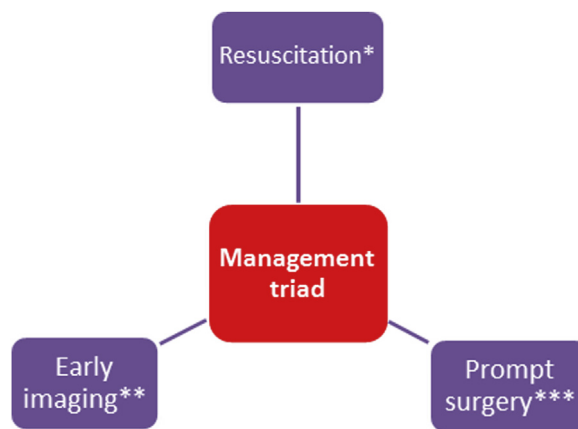 Resuscitation*
Management
triad
Early
imaging**
Prompt
surgery***